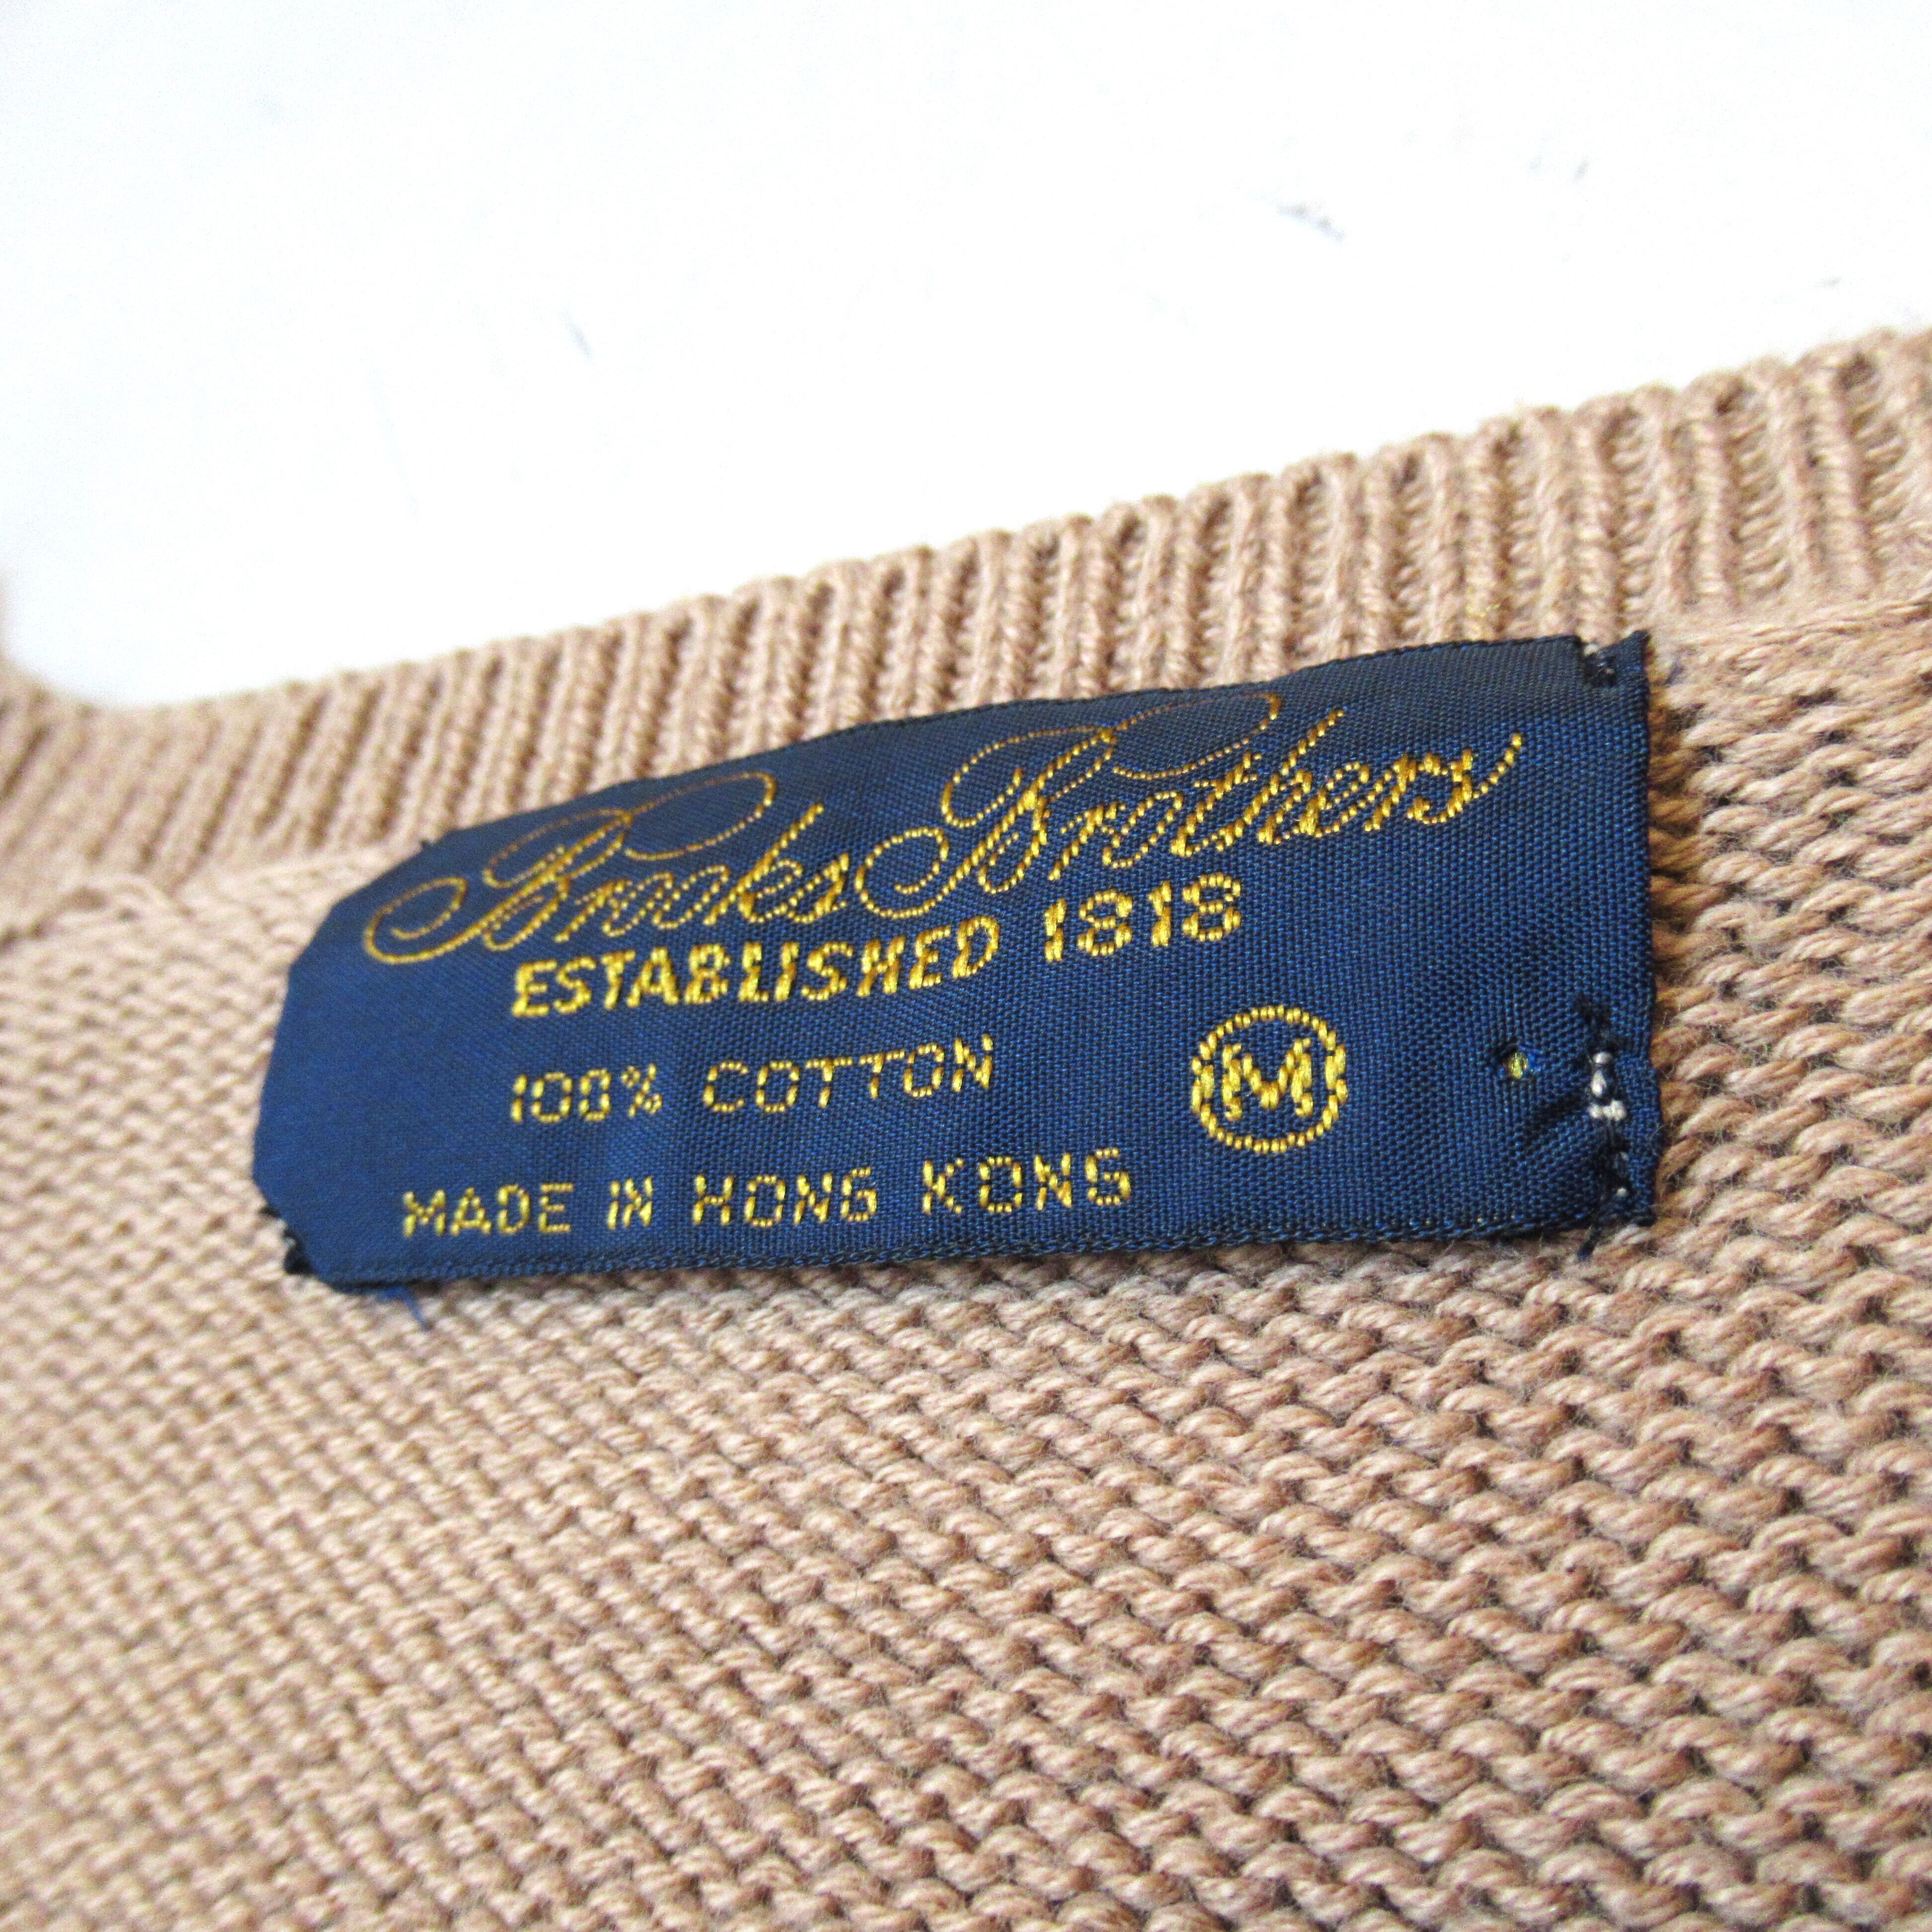 Brooks Brothers
ESTABLISHED 1818
100% COTTON
M
MADE IN HONG KONG